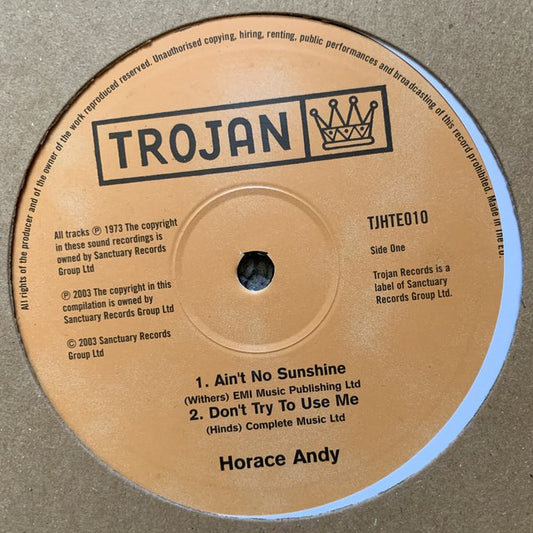 All rights of the producer and of the owner of the work reproduced reserved. Unauthorised copying, hiring, renting, public performances and broadcasting of this record prohibited. Made in The EU.
TROJAN
All tracks ℗ 1973 The copyright
in these sound recordings is
owned by Sanctuary Records
Group Ltd
℗ 2003 The copyright in this
compilation is owned by
Sanctuary Records Group Ltd
© 2003 Sanctuary Records
Group Ltd
TJHTE010
Side One
Trojan Records is a
label of Sanctuary
Records Group Ltd.
1. Ain't No Sunshine
(Withers) EMI Music Publishing Ltd
2. Don't Try To Use Me
(Hinds) Complete Music Ltd
Horace Andy